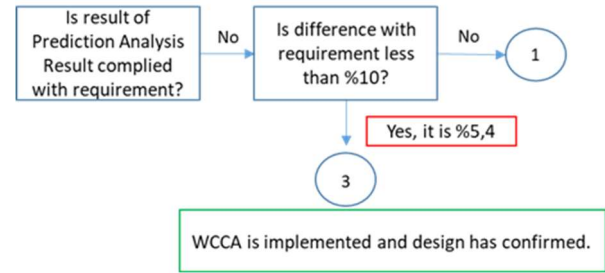 Is result of
Prediction Analysis
Result complied
with requirement?
No
Is difference with
requirement less
than %10?
No
1
Yes, it is %5,4
3
WCCA is implemented and design has confirmed.